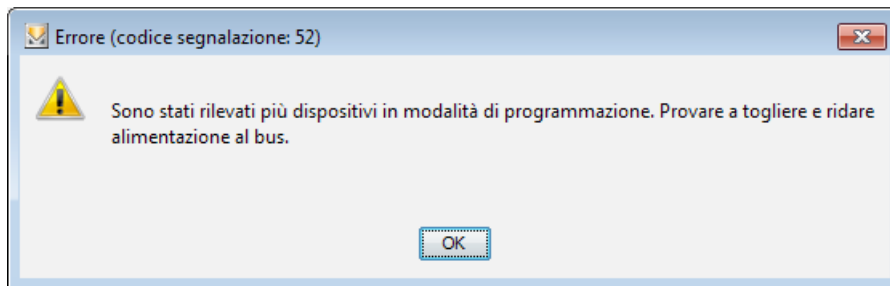 Errore (codice segnalazione: 52)
Sono stati rilevati più dispositivi in modalità di programmazione. Provare a togliere e ridare
alimentazione al bus.
OK